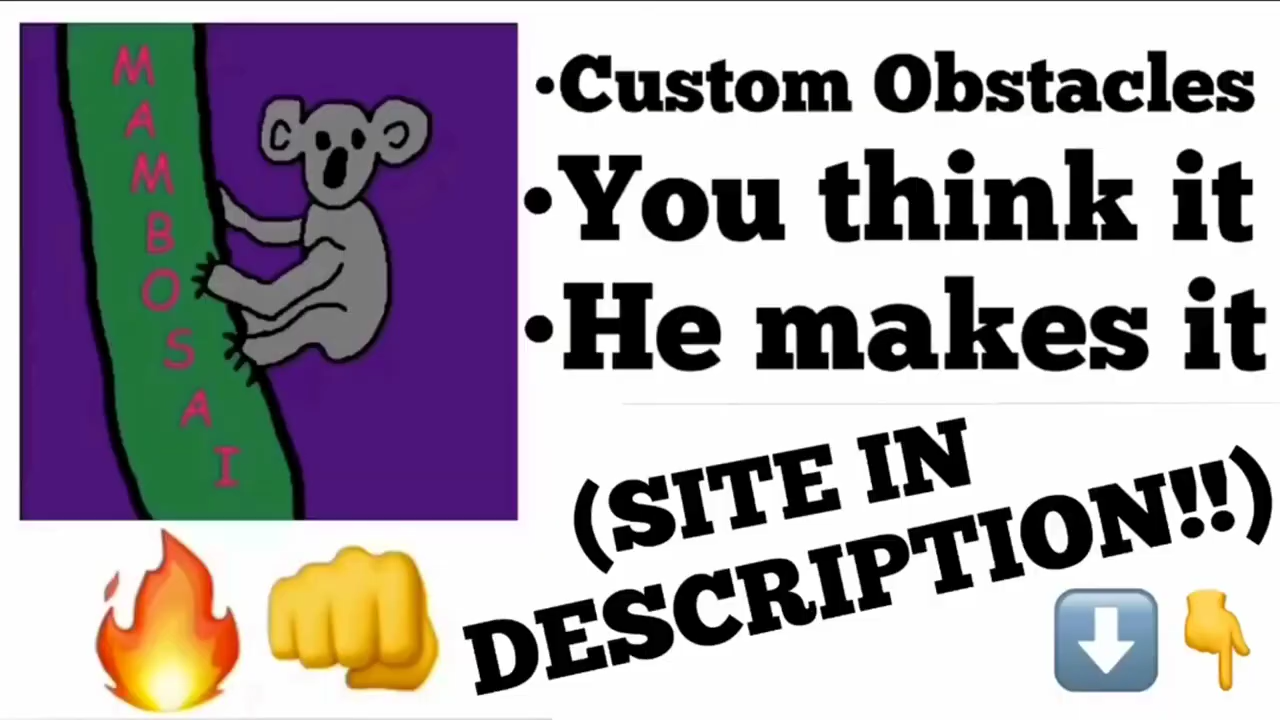 MAMBOSAI
•Custom Obstacles
•You think it
•He makes it
(SITE IN
DESCRIPTION!!)